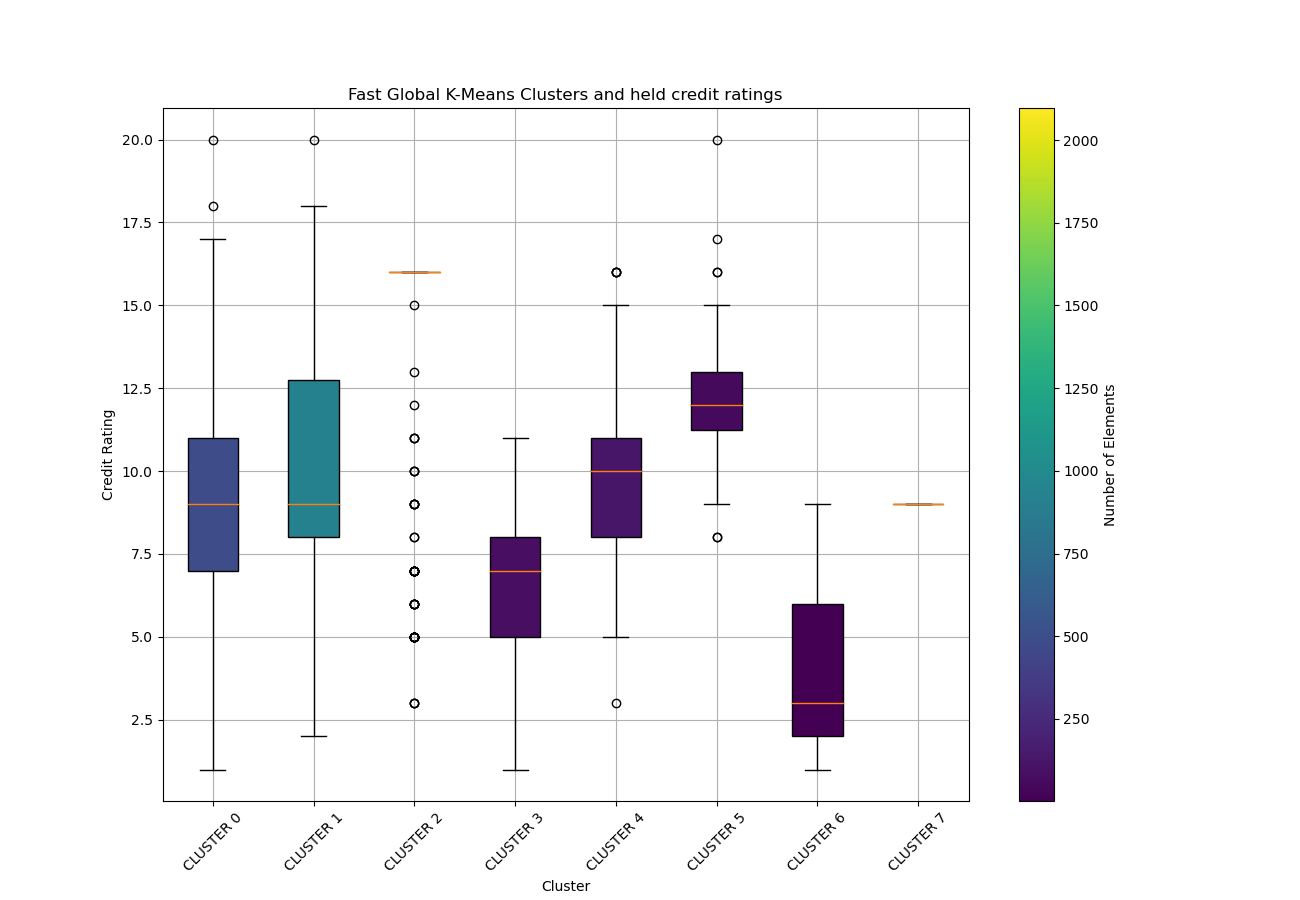 Fast Global K-Means Clusters and held credit ratings
Credit Rating
20.0
17.5
15.0
12.5
10.0
7.5
5.0
2.5
CLUSTER 0
CLUSTER 1
CLUSTER 2
CLUSTER 3
CLUSTER 4
CLUSTER 5
CLUSTER 6
CLUSTER 7
Cluster
2000
1750
1500
1250
1000
750
500
250
Number of Elements